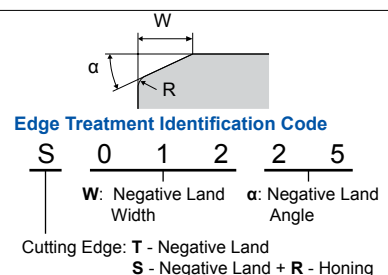 W
α
R
Edge Treatment Identification Code
S 0 1 2 2 5
W: Negative Land α: Negative Land
Width Angle
Cutting Edge: T - Negative Land
S - Negative Land + R - Honing